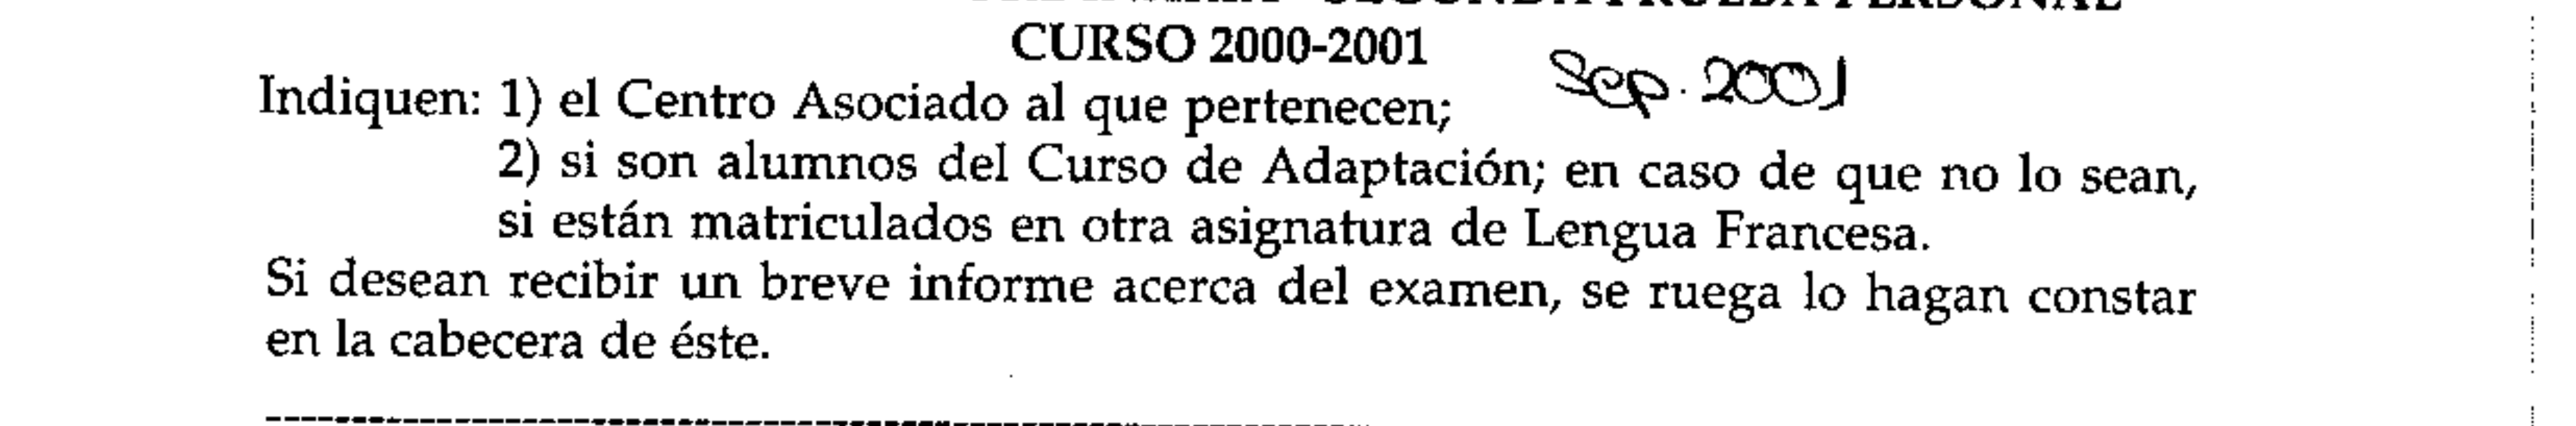 SEGUNDA PRUEBA PERSONAL
CURSO 2000-2001
Sep. 2001
Indiquen: 1) el Centro Asociado al que pertenecen;
2) si son alumnos del Curso de Adaptación; en caso de que no lo sean,
si están matriculados en otra asignatura de Lengua Francesa.
Si desean recibir un breve informe acerca del examen, se ruega lo hagan constar
en la cabecera de éste.